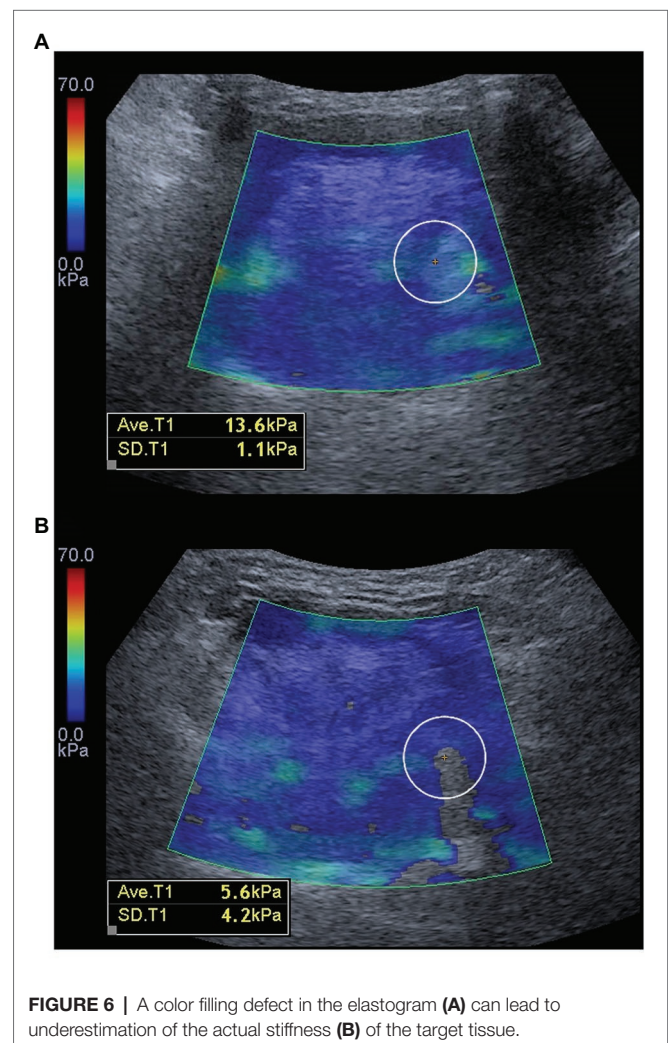 A
70.0
0.0
kPa
Ave.T1 13.6kPa
SD.T1 1.1kPa
B
70.0
0.0
kPa
Ave.T1 5.6kPa
SD.T1 4.2kPa
FIGURE 6 | A color filling defect in the elastogram (A) can lead to
underestimation of the actual stiffness (B) of the target tissue.